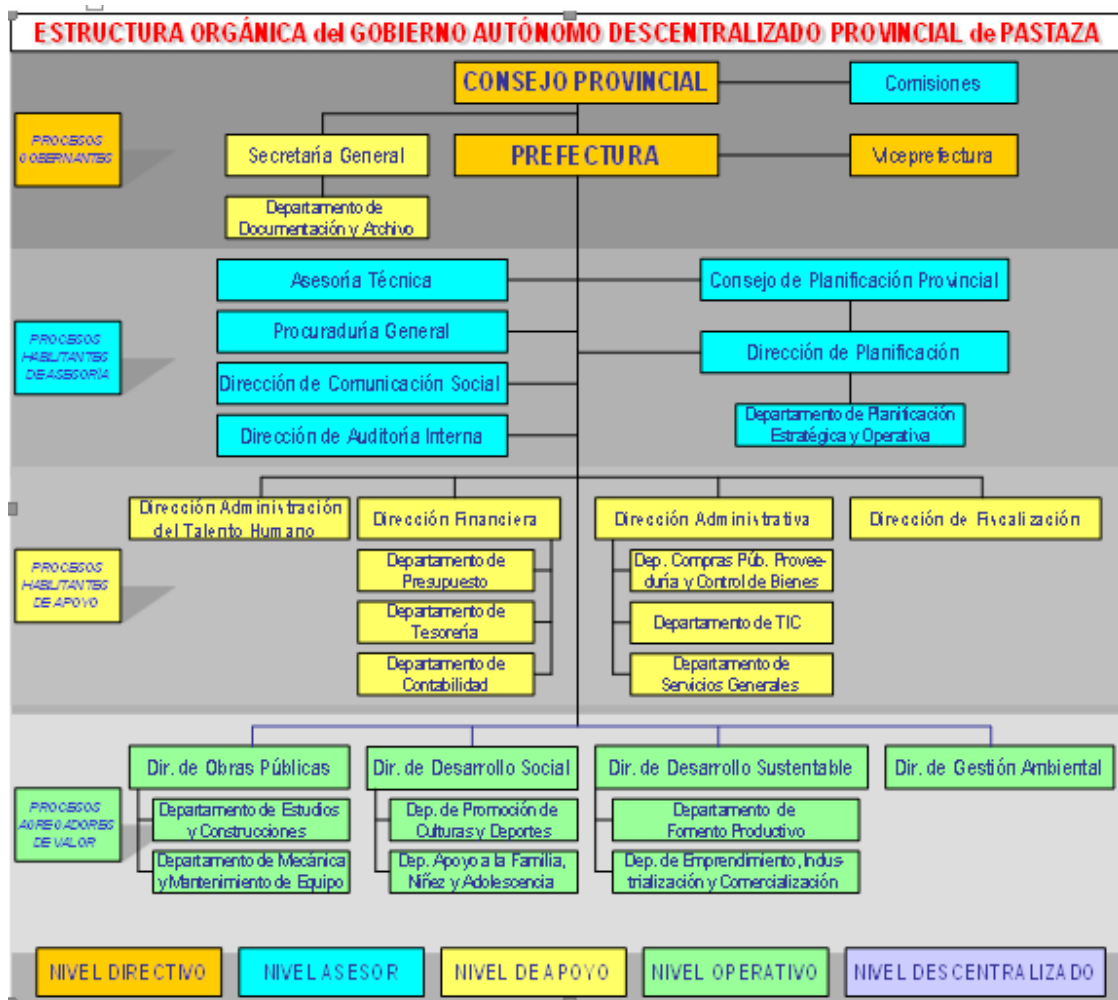 ESTRUCTURA ORGÁNICA del GOBIERNO AUTÓNOMO DESCENTRALIZADO PROVINCIAL de PASTAZA
CONSEJO PROVINCIAL
Comisiones
PROCESOS
GOBERNANTES
Secretaría General
PREFECTURA
Viceprefectura
Departamento de
Documentación y Archivo
Asesoría Técnica
Consejo de Planificación Provincial
PROCESOS
HABILITANTES
DE ASESORÍA
Procuraduría General
Dirección de Planificación
Dirección de Comunicación Social
Departamento de Planificación
Estratégica y Operativa
Dirección de Auditoría Interna
PROCESOS
HABILITANTES
DE APOYO
Dirección Administración
del Talento Humano
Dirección Financiera
Dirección Administrativa
Dirección de Fiscalización
Departamento de
Presupuesto
Dep. Compras Púb. Provee-
duría y Control de Bienes
Departamento de
Tesorería
Departamento de TIC
Departamento de
Contabilidad
Departamento de
Servicios Generales
PROCESOS
AGREGADORES
DE VALOR
Dir. de Obras Públicas
Dir. de Desarrollo Social
Dir. de Desarrollo Sustentable
Dir. de Gestión Ambiental
Departamento de Estudios
y Construcciones
Dep. de Promoción de
Culturas y Deportes
Departamento de
Fomento Productivo
Departamento de Mecánica
y Mantenimiento de Equipo
Dep. Apoyo a la Familia,
Niñez y Adolescencia
Dep. de Emprendimiento, Indus-
trialización y Comercialización
NIVEL DIRECTIVO
NIVEL ASESOR
NIVEL DE APOYO
NIVEL OPERATIVO
NIVEL DESCENTRALIZADO